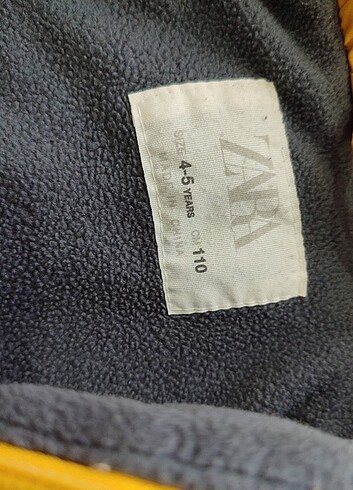 ZARA
SIZE 4-5 YEARS CM 110
MADE IN CHINA